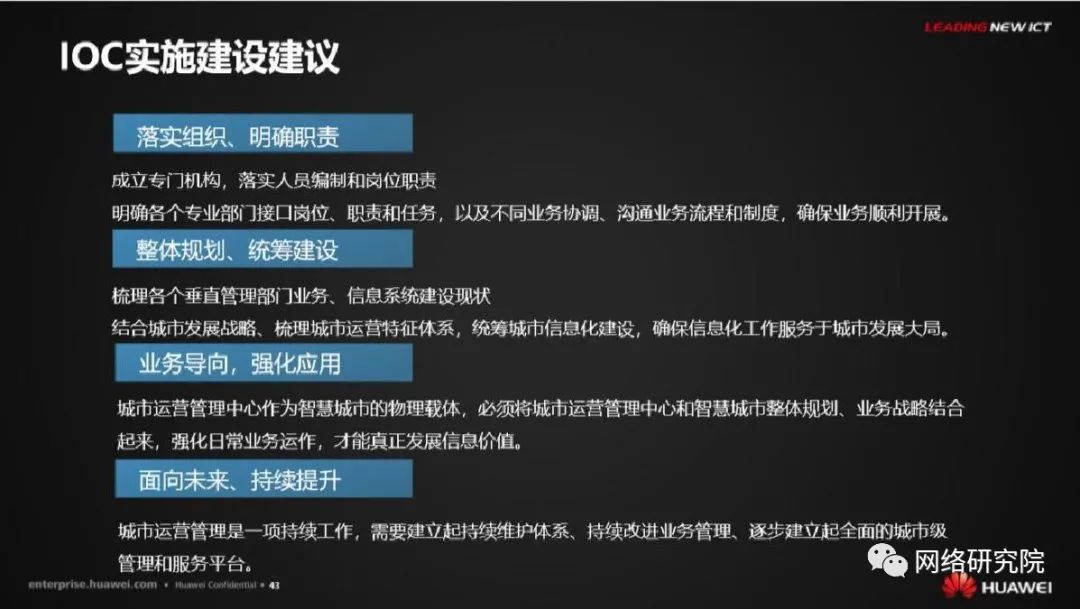 LEADING NEW ICT
IOC实施建设建议
落实组织、明确职责
成立专门机构，落实人员编制和岗位职责
明确各个专业部门接口岗位、职责和任务，以及不同业务协调、沟通业务流程和制度，确保业务顺利开展。
整体规划、统筹建设
梳理各个垂直管理部门业务、信息系统建设现状
结合城市发展战略、梳理城市运营特征体系，统筹城市信息化建设，确保信息化工作服务于城市发展大局。
业务导向，强化应用
城市运营管理中心作为智慧城市的物理载体，必须将城市运营管理中心和智慧城市整体规划、业务战略结合
起来，强化日常业务运作，才能真正发展信息价值。
面向未来、持续提升
城市运营管理是一项持续工作，需要建立起持续维护体系、持续改进业务管理、逐步建立起全面的城市级
管理和服务平台。
网络研究院
enterprise.huawei.com • Huawei Confidential • 43
HUAWEI